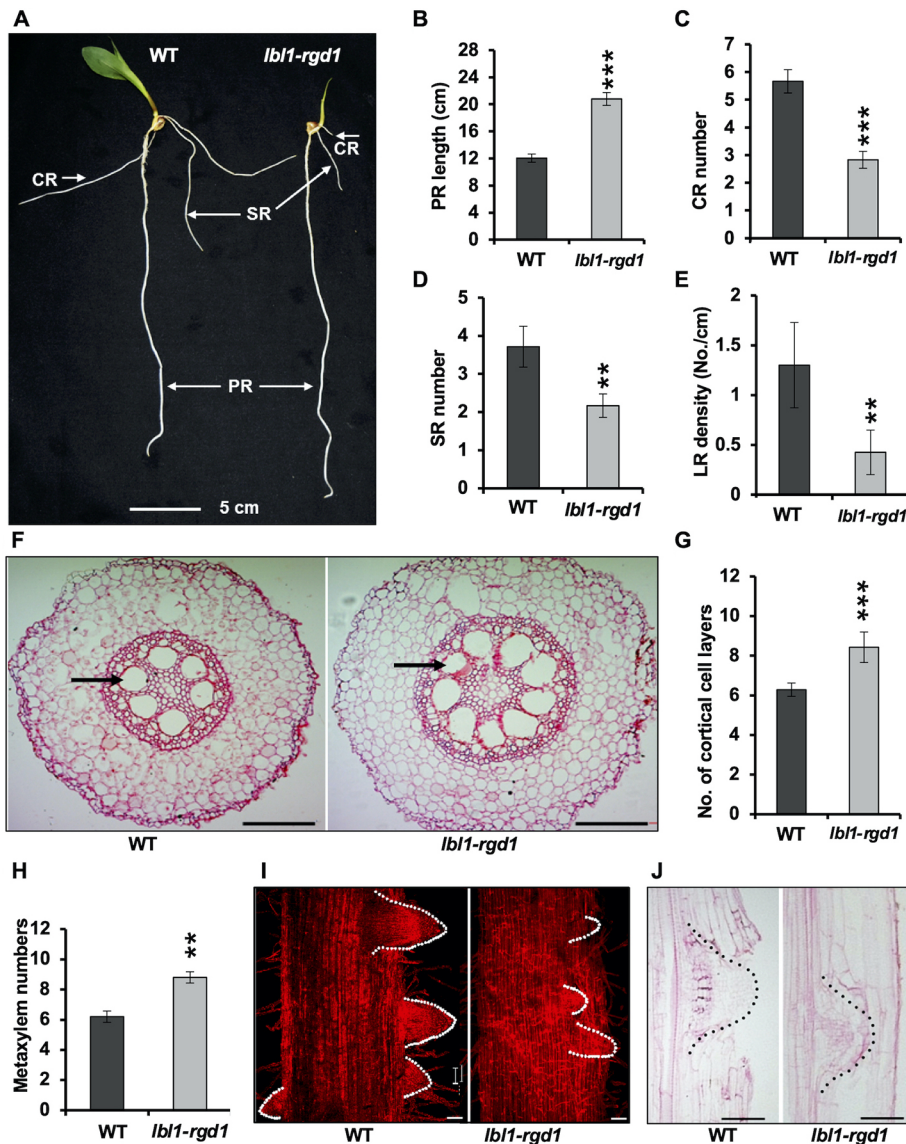 A
WT
lbl1-rgd1
CR
CR
SR
PR
5 cm
B
PR length (cm)
28
24
20
16
12
8
4
0
***
WT
lbl1-rgd1
C
CR number
7
6
5
4
3
2
1
0
***
WT
lbl1-rgd1
D
SR number
5
4
3
2
1
0
**
WT
lbl1-rgd1
E
LR density (No./cm)
2
1.5
1
0.5
0
**
WT
lbl1-rgd1
F
WT
lbl1-rgd1
G
No. of cortical cell layers
12
10
8
6
4
2
0
***
WT
lbl1-rgd1
H
Metaxylem numbers
12
10
8
6
4
2
0
**
WT
lbl1-rgd1
I
WT
lbl1-rgd1
J
WT
lbl1-rgd1